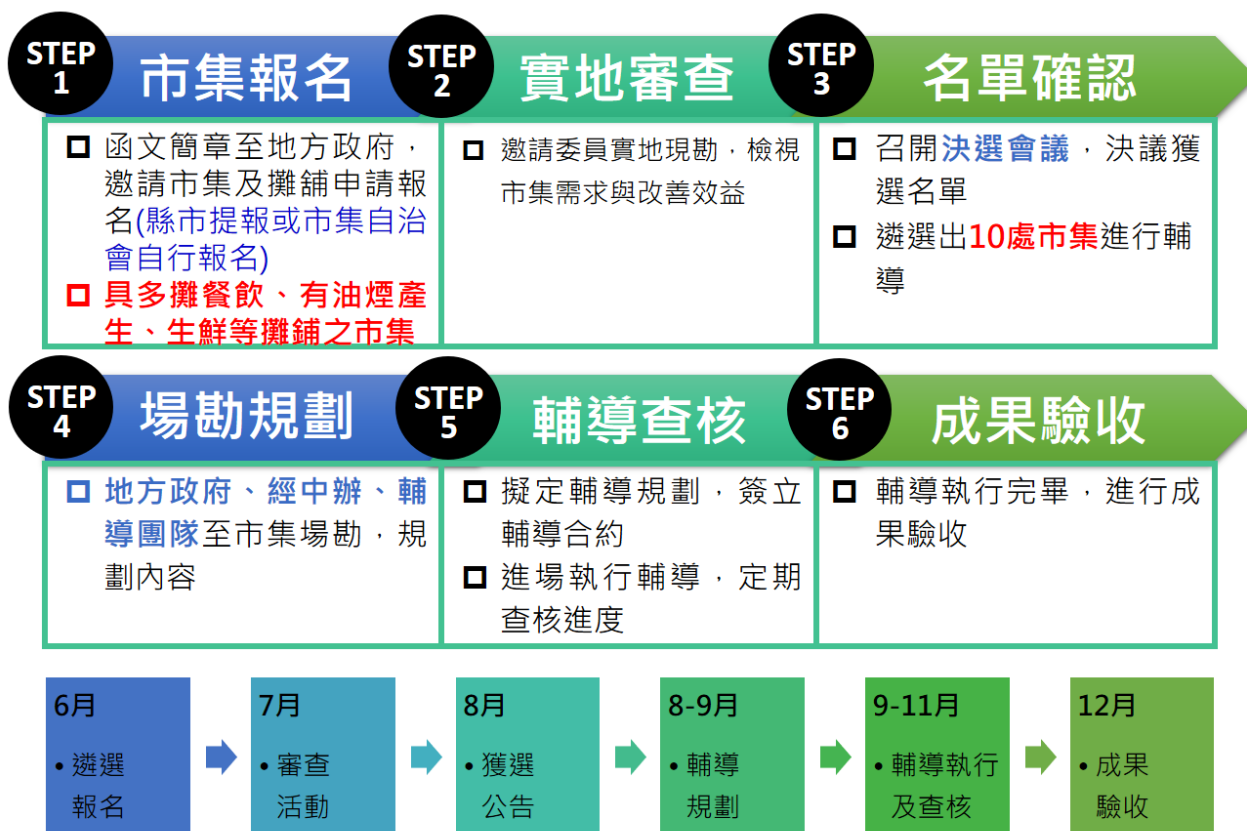 STEP
1
市集報名
STEP
2
實地審查
STEP
3
名單確認
函文簡章至地方政府，
邀請市集及攤舖申請報
名(縣市提報或市集自治
會自行報名)
具多攤餐飲、有油煙產
生、生鮮等攤鋪之市集
邀請委員實地現勘，檢視
市集需求與改善效益
召開決選會議，決議獲
選名單
遴選出10處市集進行輔
導
STEP
4
場勘規劃
STEP
5
輔導查核
STEP
6
成果驗收
地方政府、經中辦、輔
導團隊至市集場勘，規
劃內容
擬定輔導規劃，簽立
輔導合約
進場執行輔導，定期
查核進度
輔導執行完畢，進行成
果驗收
6月
• 遴選
報名
7月
• 審查
活動
8月
• 獲選
公告
8-9月
• 輔導
規劃
9-11月
• 輔導執行
及查核
12月
• 成果
驗收